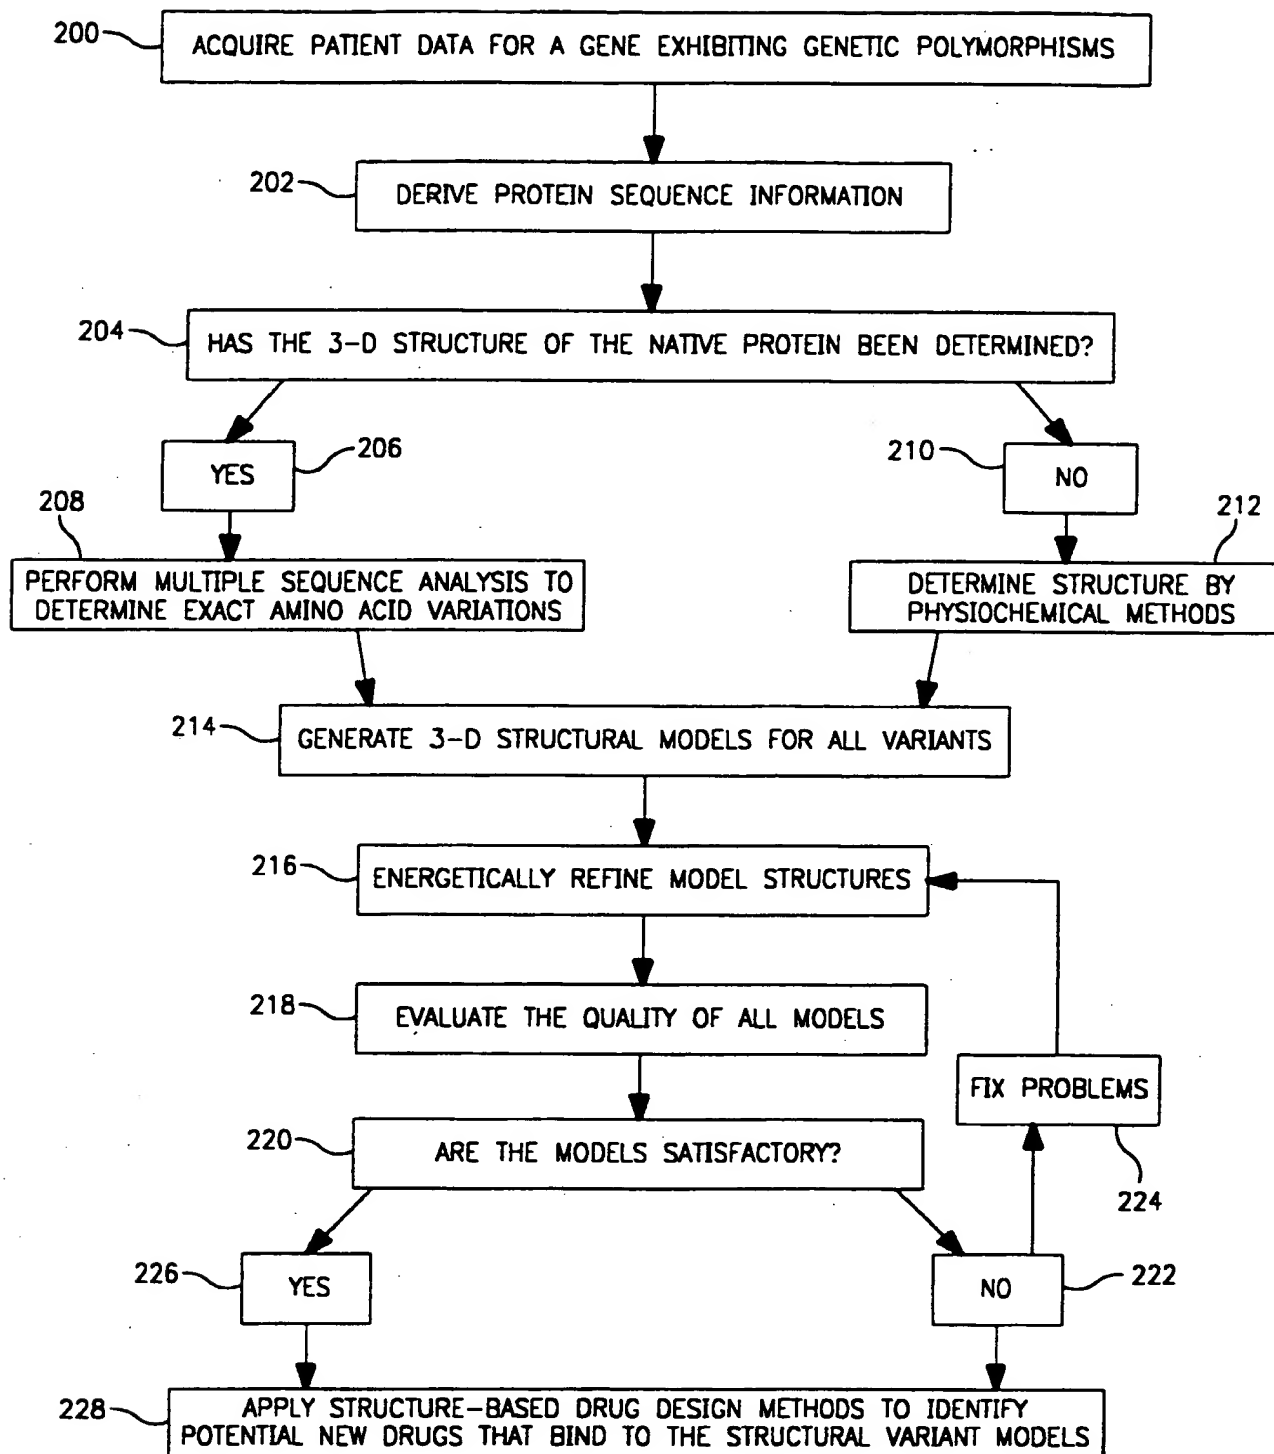 200
ACQUIRE PATIENT DATA FOR A GENE EXHIBITING GENETIC POLYMORPHISMS
202
DERIVE PROTEIN SEQUENCE INFORMATION
204
HAS THE 3-D STRUCTURE OF THE NATIVE PROTEIN BEEN DETERMINED?
YES
206
210
NO
208
212
PERFORM MULTIPLE SEQUENCE ANALYSIS TO
DETERMINE EXACT AMINO ACID VARIATIONS
DETERMINE STRUCTURE BY
PHYSIOCHEMICAL METHODS
214
GENERATE 3-D STRUCTURAL MODELS FOR ALL VARIANTS
216
ENERGETICALLY REFINE MODEL STRUCTURES
218
EVALUATE THE QUALITY OF ALL MODELS
FIX PROBLEMS
220
ARE THE MODELS SATISFACTORY?
224
226
YES
NO
222
228
APPLY STRUCTURE-BASED DRUG DESIGN METHODS TO IDENTIFY
POTENTIAL NEW DRUGS THAT BIND TO THE STRUCTURAL VARIANT MODELS